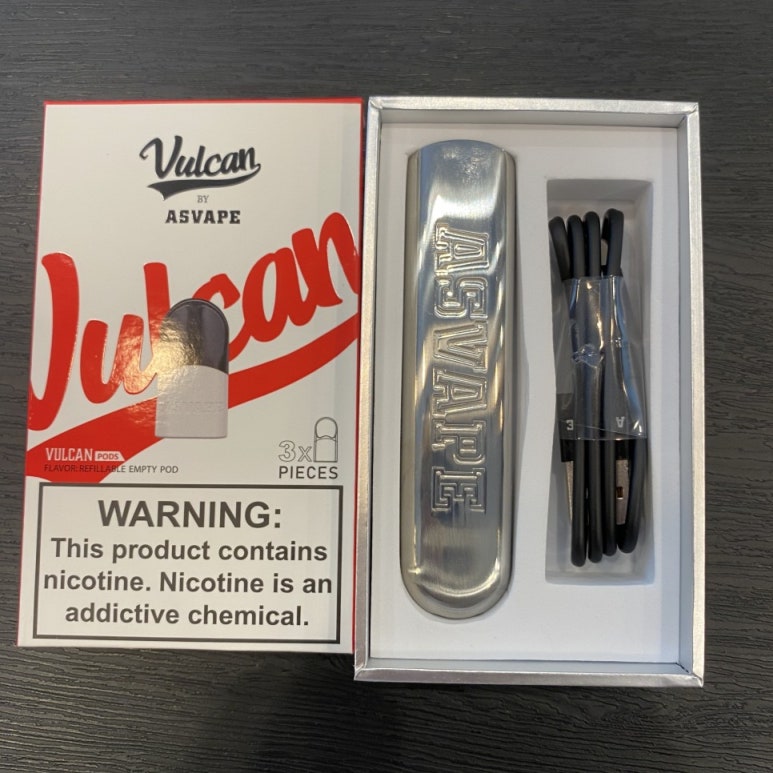 Vulcan
BY
ASVAPE
Vulcan
VULCAN PODS
FLAVOR: REFILLABLE EMPTY POD
3x
PIECES
WARNING:
This product contains
nicotine. Nicotine is an
addictive chemical.
ASVAPE